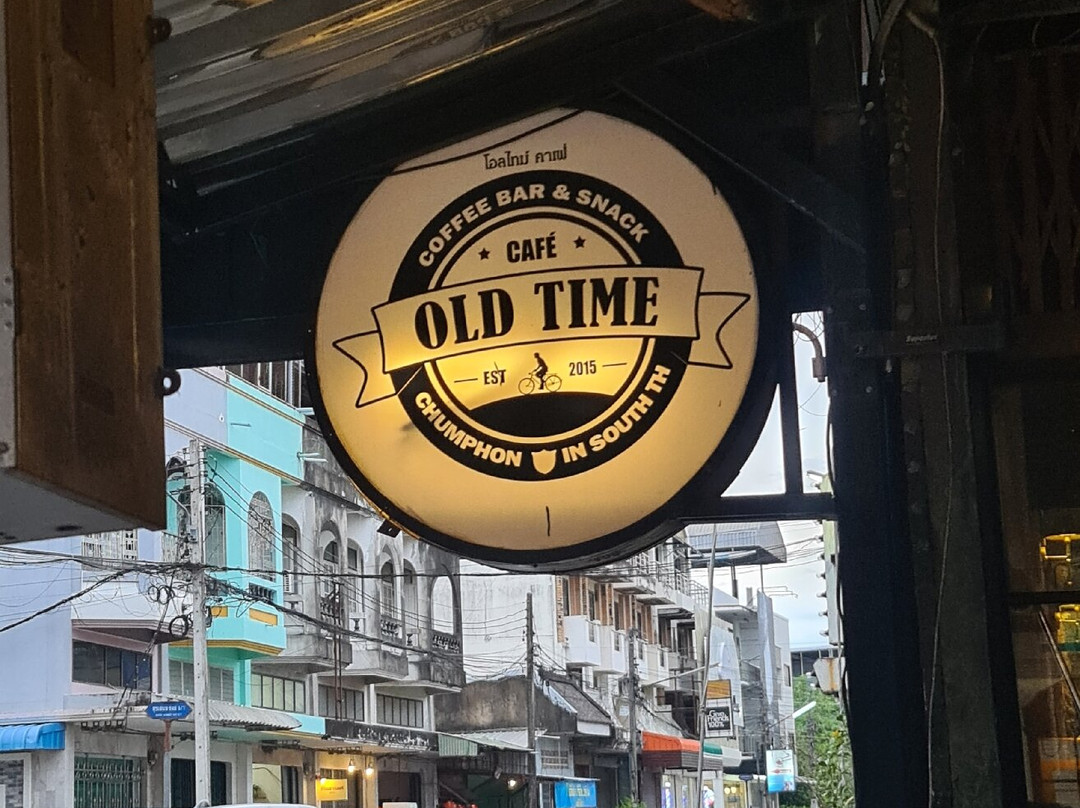 โอลไทม์ คาเฟ่
COFFEE BAR & SNACK
CAFÉ
OLD TIME
EST 2015
CHUMPHON IN SOUTH TH